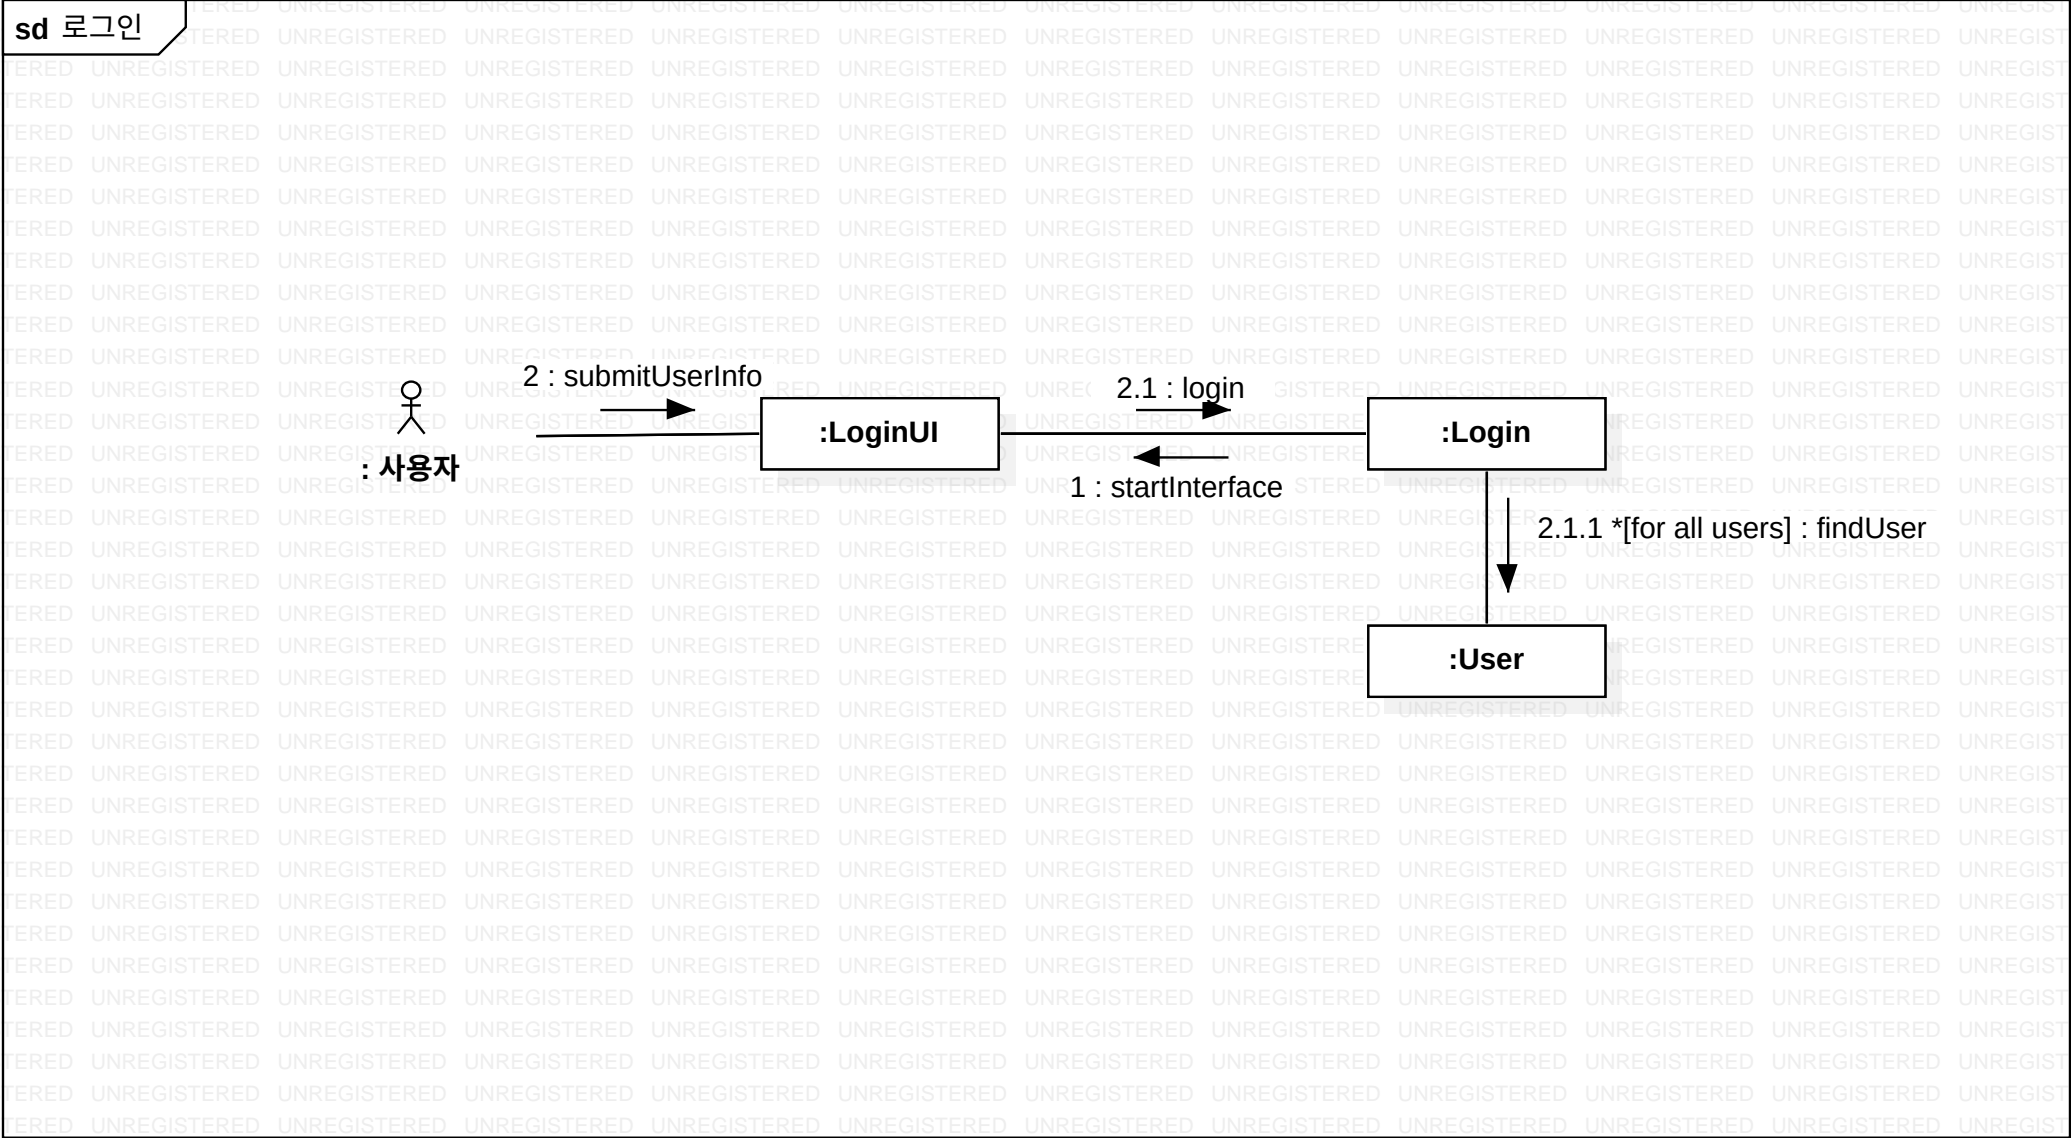 sd 로그인
2 : submitUserInfo
2.1 : login
: 사용자
:LoginUI
:Login
1 : startInterface
2.1.1 *[for all users] : findUser
:User
UNREGISTERED